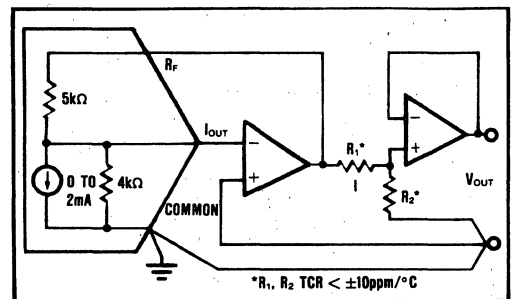 RF
5kΩ
IOUT
−
+
R1*
I
−
+
R2*
VOUT
0 TO
2mA
4kΩ
COMMON
*R1, R2 TCR < ±10ppm/°C